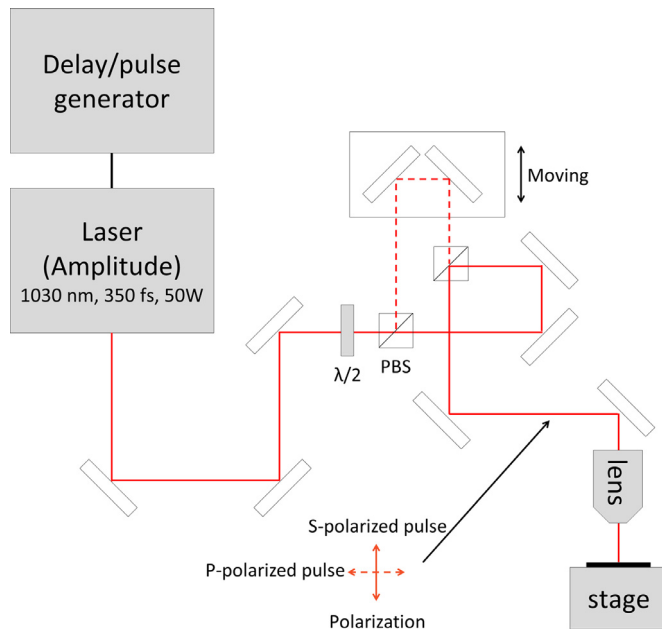 Delay/pulse
generator
Laser
(Amplitude)
1030 nm, 350 fs, 50W
Moving
λ/2
PBS
lens
S-polarized pulse
P-polarized pulse
Polarization
stage